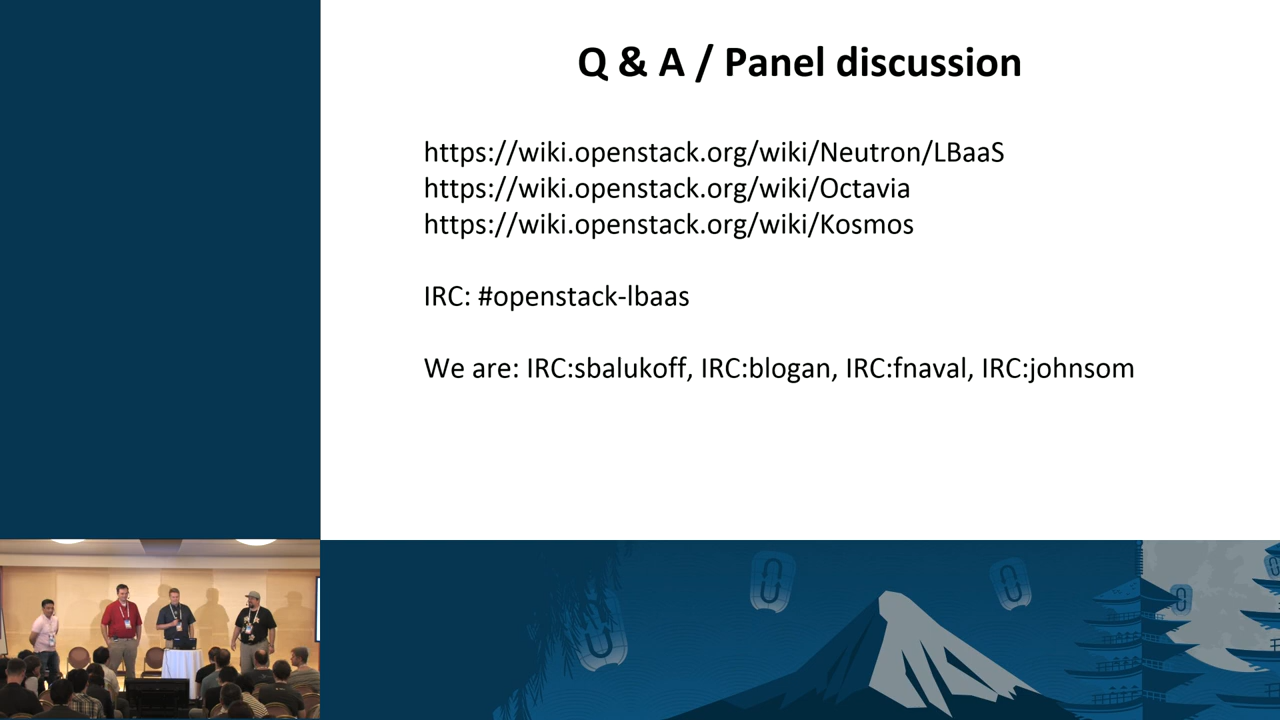 Q & A / Panel discussion
https://wiki.openstack.org/wiki/Neutron/LBaaS
https://wiki.openstack.org/wiki/Octavia
https://wiki.openstack.org/wiki/Kosmos
IRC: #openstack-lbaas
We are: IRC:sbalukoff, IRC:blogan, IRC:fnaval, IRC:johnsom